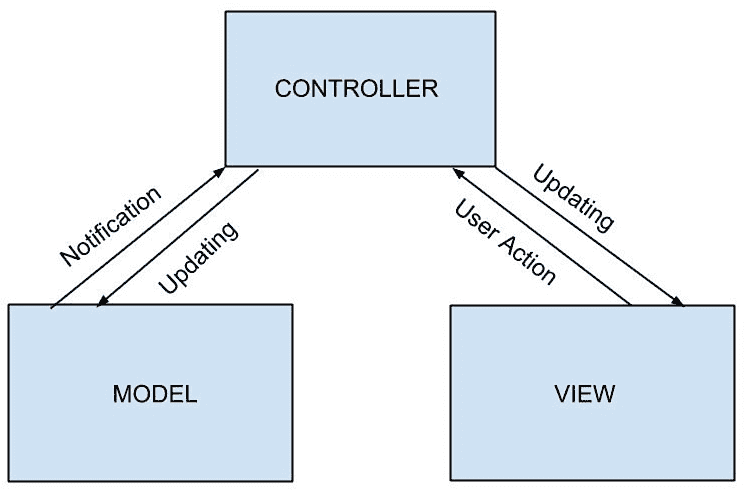 CONTROLLER
Notification
Updating
User Action
Updating
MODEL
VIEW